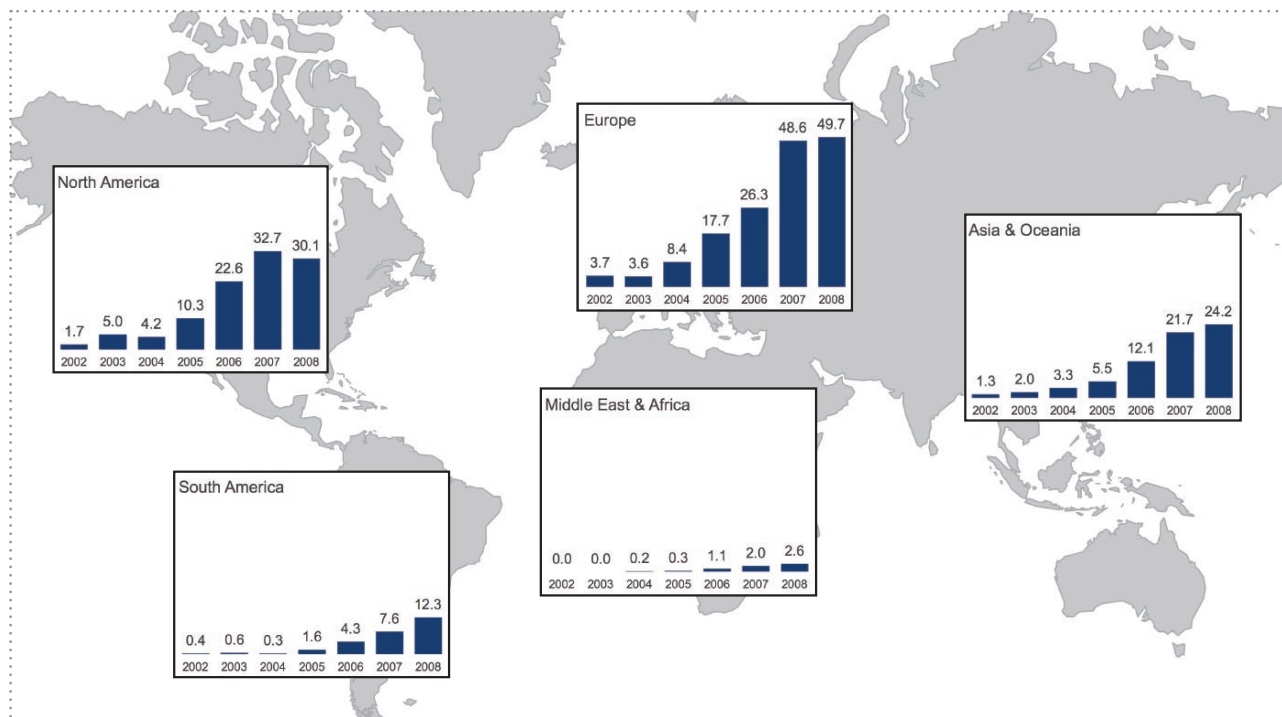 North America
1.7 5.0 4.2 10.3 22.6 32.7 30.1
2002 2003 2004 2005 2006 2007 2008
Europe
3.7 3.6 8.4 17.7 26.3 48.6 49.7
2002 2003 2004 2005 2006 2007 2008
Asia & Oceania
1.3 2.0 3.3 5.5 12.1 21.7 24.2
2002 2003 2004 2005 2006 2007 2008
Middle East & Africa
0.0 0.0 0.2 0.3 1.1 2.0 2.6
2002 2003 2004 2005 2006 2007 2008
South America
0.4 0.6 0.3 1.6 4.3 7.6 12.3
2002 2003 2004 2005 2006 2007 2008